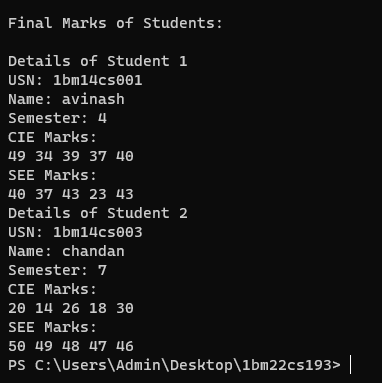 Final Marks of Students:
Details of Student 1
USN: 1bm14cs001
Name: avinash
Semester: 4
CIE Marks:
49 34 39 37 40
SEE Marks:
40 37 43 23 43
Details of Student 2
USN: 1bm14cs003
Name: chandan
Semester: 7
CIE Marks:
20 14 26 18 30
SEE Marks:
50 49 48 47 46
PS C:\Users\Admin\Desktop\1bm22cs193>